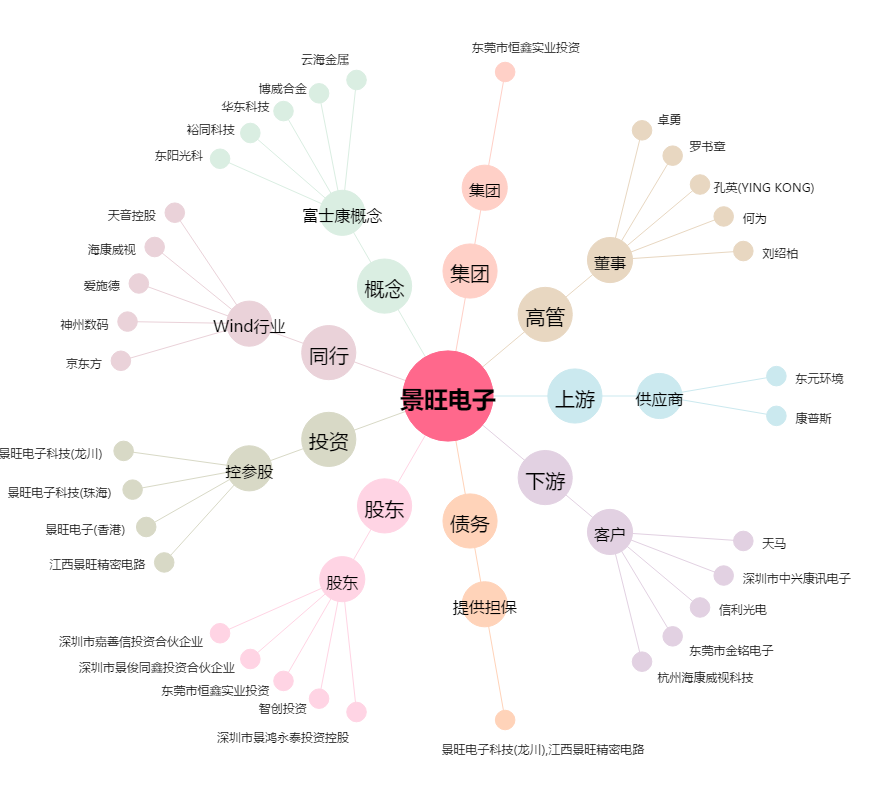 东莞市恒鑫实业投资
云海金属
博威合金
华东科技
裕同科技
东阳光科
富士康概念
概念
集团
集团
卓勇
罗书章
孔英(YING KONG)
何为
刘绍柏
董事
高管
天音控股
海康威视
爱施德
神州数码
京东方
Wind行业
同行
景旺电子
上游
供应商
东元环境
康普斯
投资
控参股
景旺电子科技(龙川)
景旺电子科技(珠海)
景旺电子(香港)
江西景旺精密电路
股东
股东
深圳市嘉善信投资合伙企业
深圳市景俊同鑫投资合伙企业
东莞市恒鑫实业投资
智创投资
深圳市景鸿永泰投资控股
债务
提供担保
景旺电子科技(龙川),江西景旺精密电路
下游
客户
天马
深圳市中兴康讯电子
信利光电
东莞市金铭电子
杭州海康威视科技